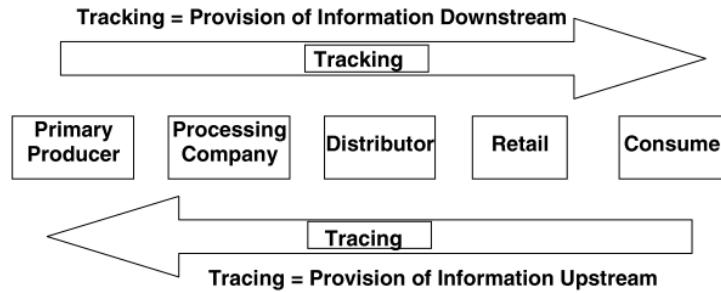 Tracking = Provision of Information Downstream
Tracking
Primary Producer
Processing Company
Distributor
Retail
Consume
Tracing
Tracing = Provision of Information Upstream